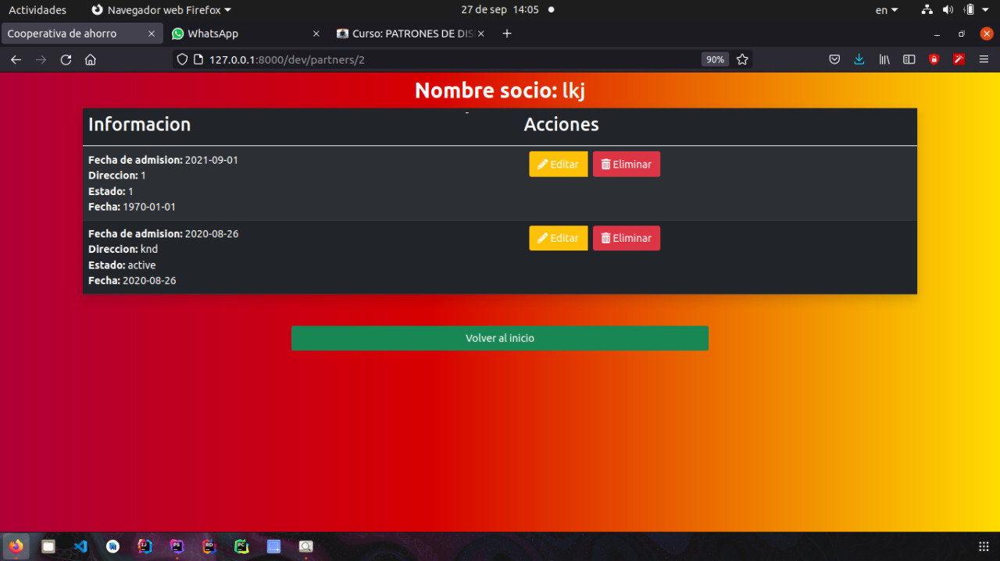 Actividades Navegador web Firefox 27 de sep 14:05 en
Cooperativa de ahorro WhatsApp Curso: PATRONES DE DIS
127.0.0.1:8000/dev/partners/2 90%
Nombre socio: lkj
Informacion Acciones
Fecha de admision: 2021-09-01 Editar Eliminar
Direccion: 1
Estado: 1
Fecha: 1970-01-01
Fecha de admision: 2020-08-26 Editar Eliminar
Direccion: knd
Estado: active
Fecha: 2020-08-26
Volver al inicio